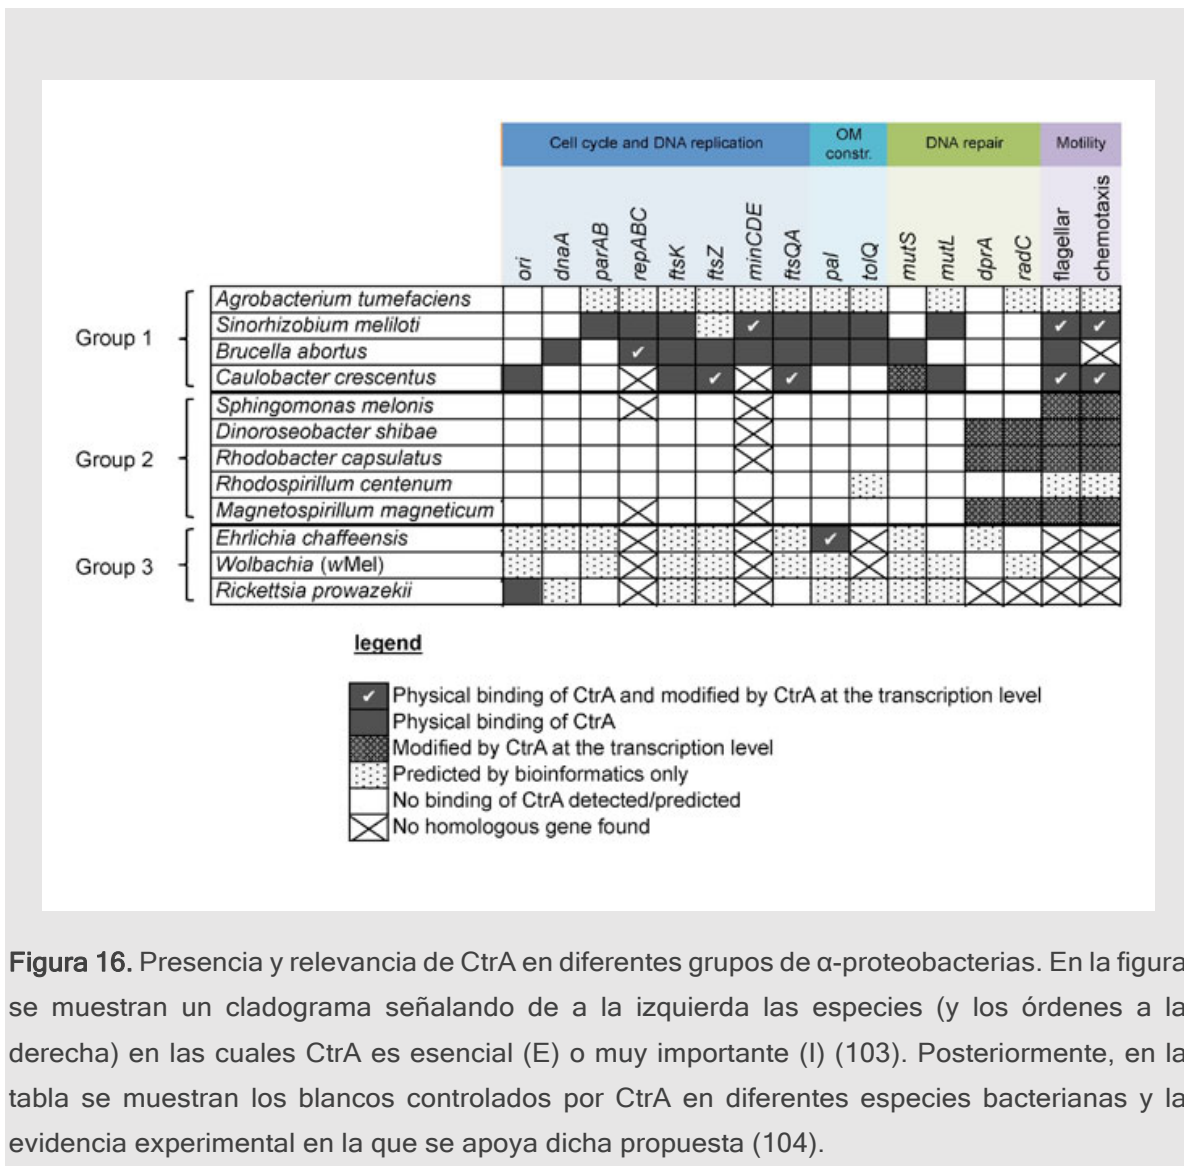 Cell cycle and DNA replication
OM
constr.
DNA repair
Motility
ori
dnaA
parAB
repABC
ftsK
ftsZ
minCDE
ftsQA
pal
tolQ
mutS
mutL
dprA
radC
flagellar
chemotaxis
Group 1
Agrobacterium tumefaciens
Sinorhizobium meliloti
Brucella abortus
Caulobacter crescentus
Group 2
Sphingomonas melonis
Dinoroseobacter shibae
Rhodobacter capsulatus
Rhodospirillum centenum
Magnetospirillum magneticum
Group 3
Ehrlichia chaffeensis
Wolbachia (wMel)
Rickettsia prowazekii
legend
Physical binding of CtrA and modified by CtrA at the transcription level
Physical binding of CtrA
Modified by CtrA at the transcription level
Predicted by bioinformatics only
No binding of CtrA detected/predicted
No homologous gene found
Figura 16. Presencia y relevancia de CtrA en diferentes grupos de α-proteobacterias. En la figura
se muestran un cladograma señalando de a la izquierda las especies (y los órdenes a la
derecha) en las cuales CtrA es esencial (E) o muy importante (I) (103). Posteriormente, en la
tabla se muestran los blancos controlados por CtrA en diferentes especies bacterianas y la
evidencia experimental en la que se apoya dicha propuesta (104).